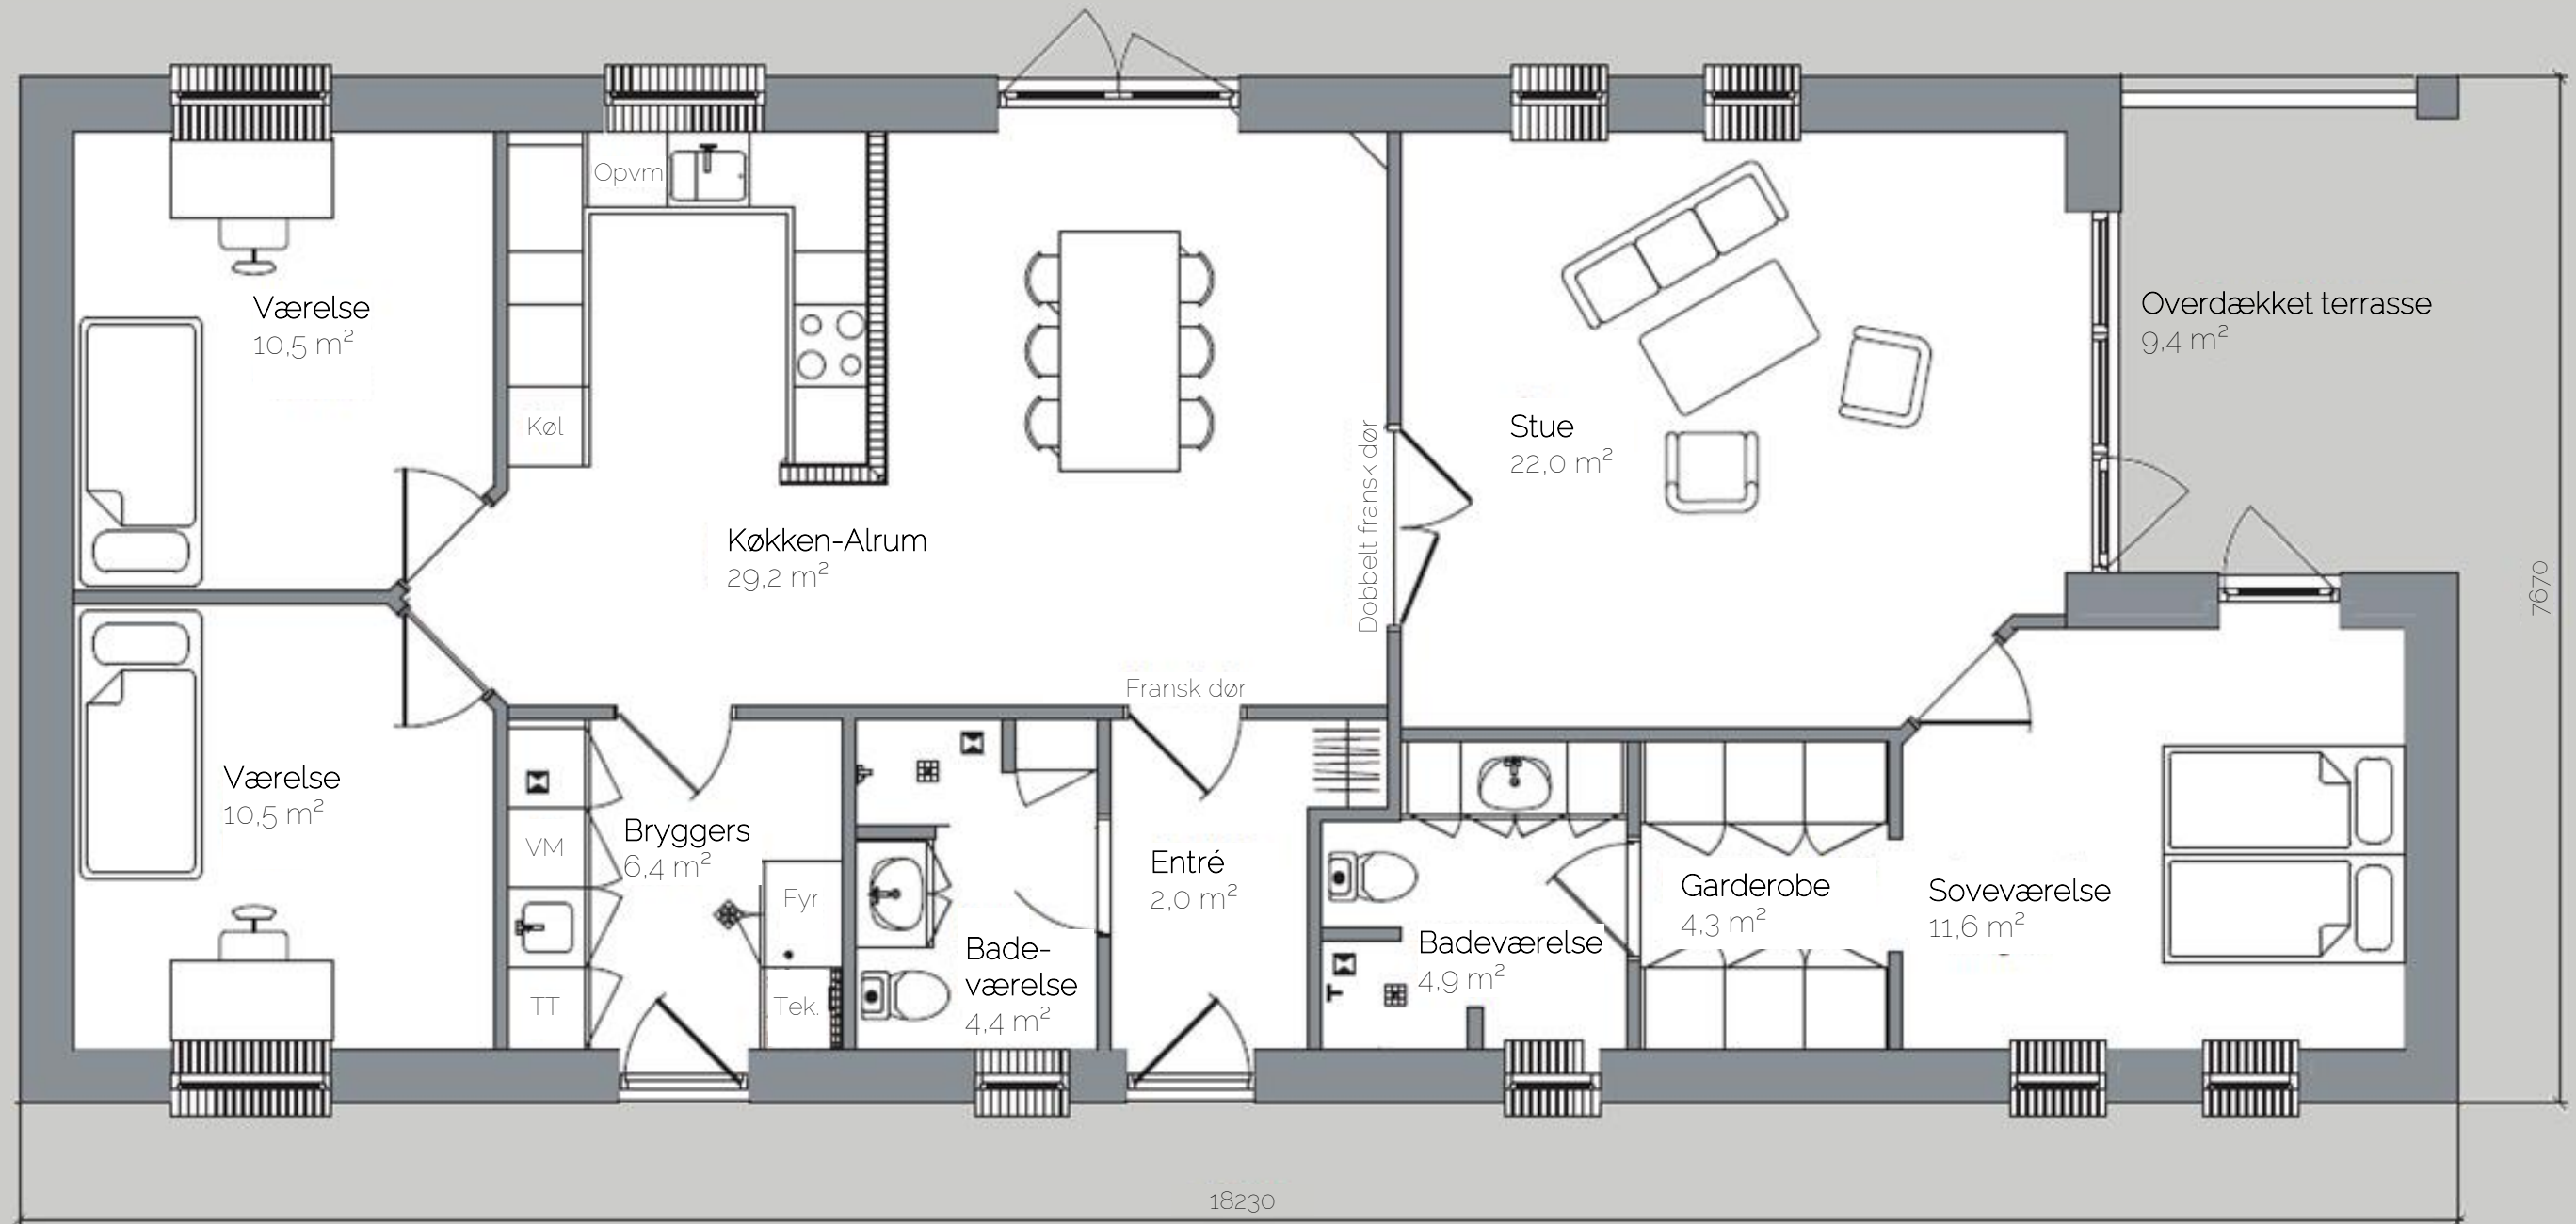 Opvm
Værelse
10,5 m²
Køl
Køkken-Alrum
29,2 m²
Dobbelt fransk dør
Stue
22,0 m²
Overdækket terrasse
9,4 m²
7670
Fransk dør
Værelse
10,5 m²
VM
Bryggers
6,4 m²
Fyr
TT
Tek.
Bade-
værelse
4,4 m²
Entré
2,0 m²
Badeværelse
4,9 m²
Garderobe
4,3 m²
Soveværelse
11,6 m²
18230